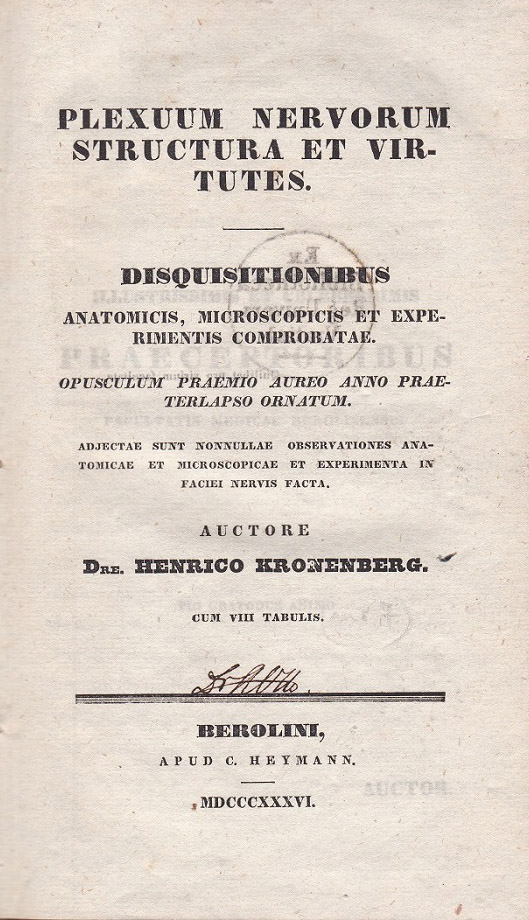 PLEXUUM NERVORUM
STRUCTURA ET VIR-
TUTES.
DISQUISITIONIBUS
ANATOMICIS, MICROSCOPICIS ET EXPE-
RIMENTIS COMPROBATAE.
OPUSCULUM PRAEMIO AUREO ANNO PRAE-
TERLAPSO ORNATUM.
ADJECTAE SUNT NONNULLAE OBSERVATIONES ANA-
TOMICAE ET MICROSCOPICAE ET EXPERIMENTA IN
FACIEI NERVIS FACTA.
AUCTORE
DRE. HENRICO KRONENBERG.
CUM VIII TABULIS.
BEROLINI,
APUD C. HEYMANN.
MDCCCXXXVI.